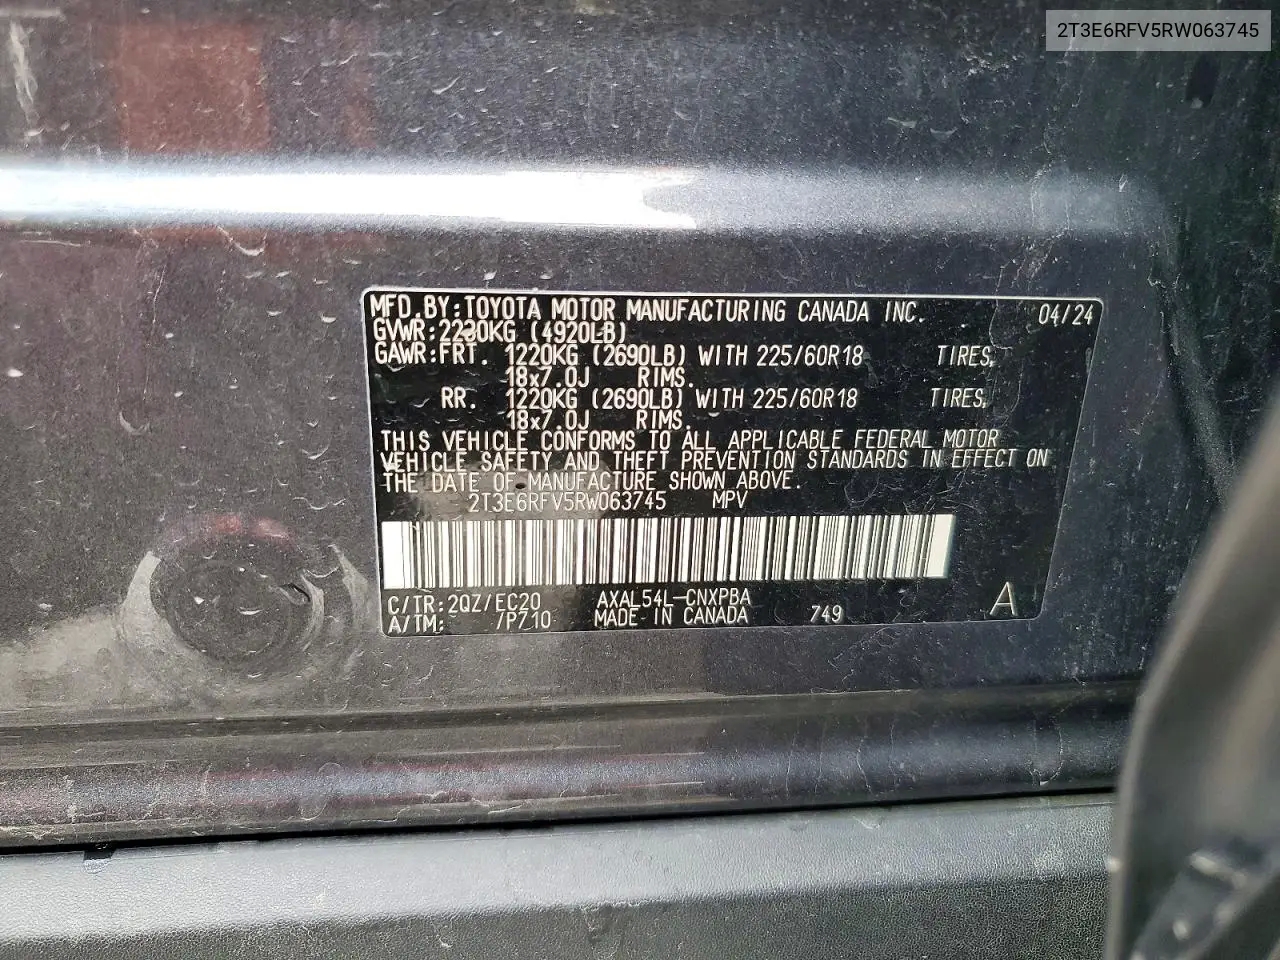 2T3E6RFV5RW063745
MFD.BY:TOYOTA MOTOR MANUFACTURING CANADA INC. 04/24
GVWR:2230KG (4920LB)
GAWR:FRT. 1220KG (2690LB) WITH 225/60R18 TIRES,
18x7.0J RIMS.
RR. 1220KG (2690LB) WITH 225/60R18 TIRES,
18x7.0J RIMS.
THIS VEHICLE CONFORMS TO ALL APPLICABLE FEDERAL MOTOR
VEHICLE SAFETY AND THEFT PREVENTION STANDARDS IN EFFECT ON
THE DATE OF MANUFACTURE SHOWN ABOVE.
2T3E6RFV5RW063745 MPV
C/TR:2QZ/EC20 AXAL54L-CNXPBA
A/TM: /P710 MADE IN CANADA 749 A